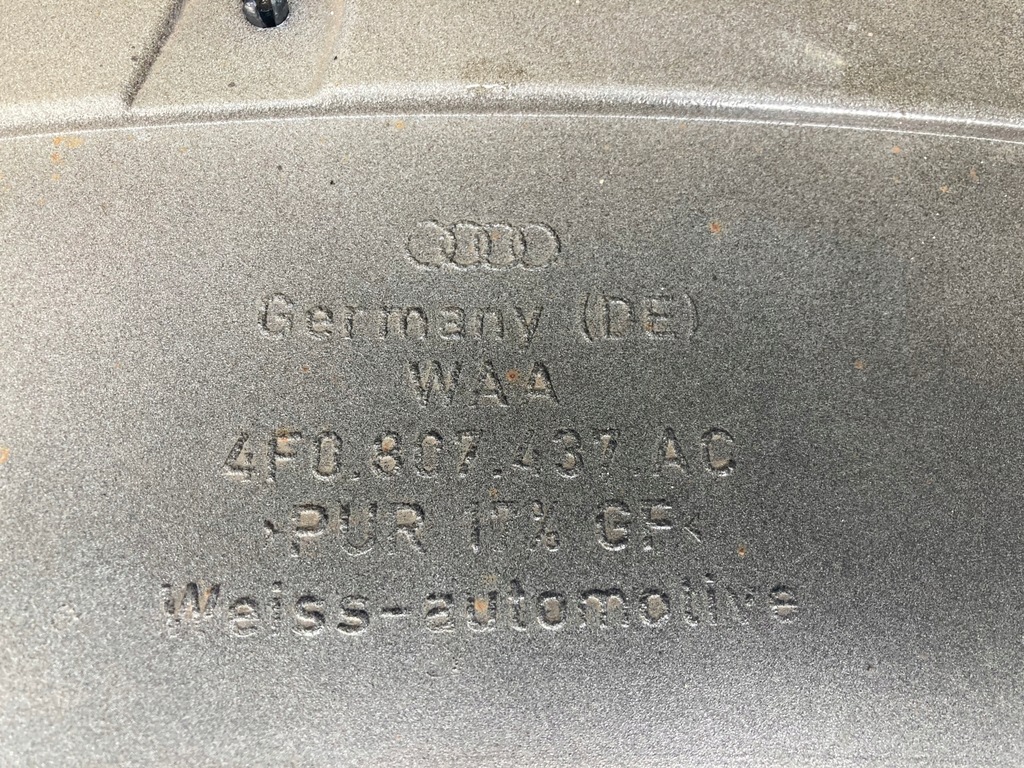 Germany (DE)
WAA
4F0.807.437.AC
>PUR 17% GF<
Weiss-automotive